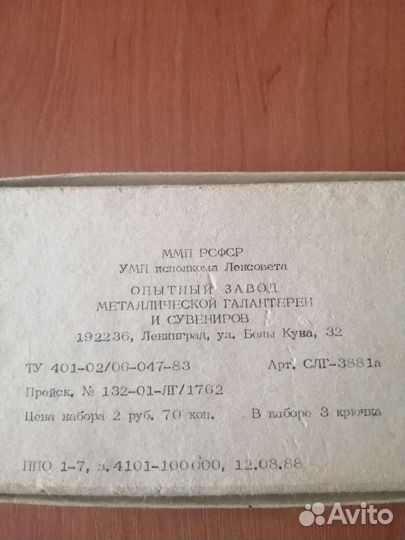 ММП РСФСР
УМП исполкома Ленсовета
ОПЫТНЫЙ ЗАВОД
МЕТАЛЛИЧЕСКОЙ ГАЛАНТЕРЕИ
И СУВЕНИРОВ
192236, Ленинград, ул. Белы Куна, 32
ТУ 401-02/06-047-83 Арт. СЛГ-3881а
Прейск. № 132-01-ЛГ/1762
Цена набора 2 руб. 70 коп. В наборе 3 крючка
ППО 1-7, з.4101-100000, 12.08.88
Avito